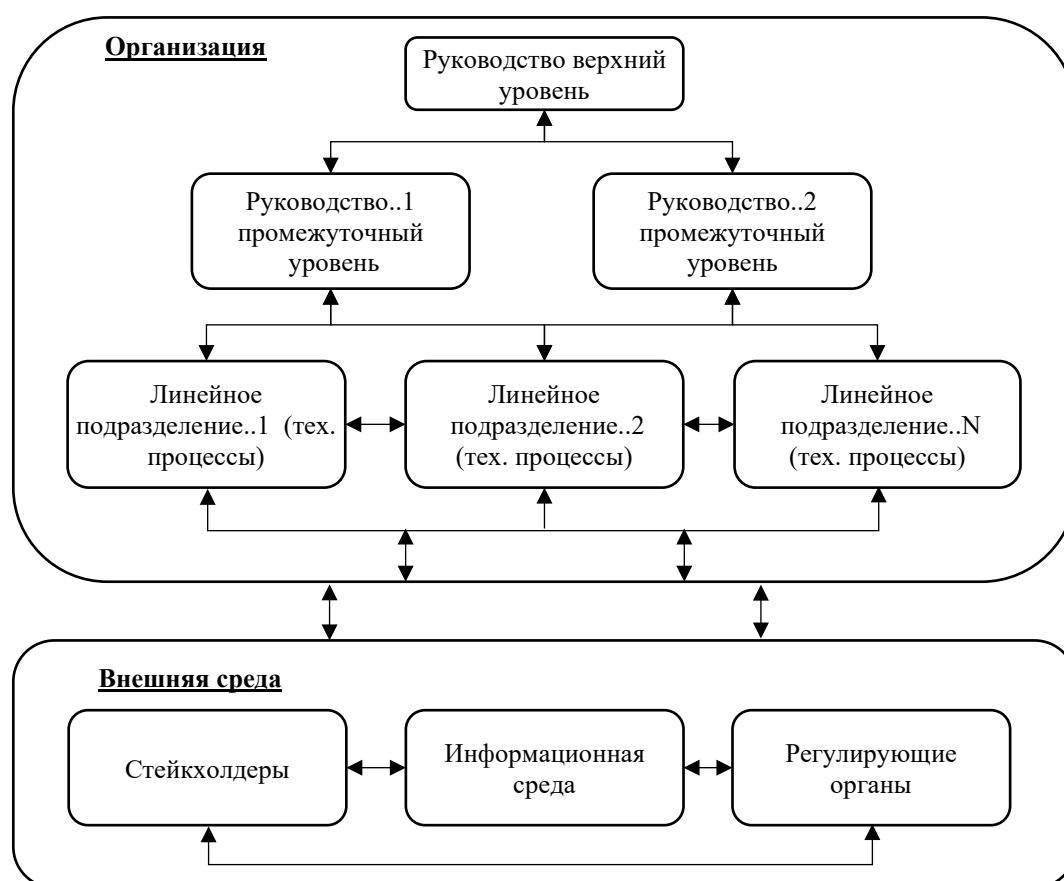 Организация
Руководство верхний
уровень
Руководство..1
промежуточный
уровень
Руководство..2
промежуточный
уровень
Линейное
подразделение..1 (тех.
процессы)
Линейное
подразделение..2
(тех. процессы)
Линейное
подразделение..N
(тех. процессы)
Внешняя среда
Стейкхолдеры
Информационная
среда
Регулирующие
органы